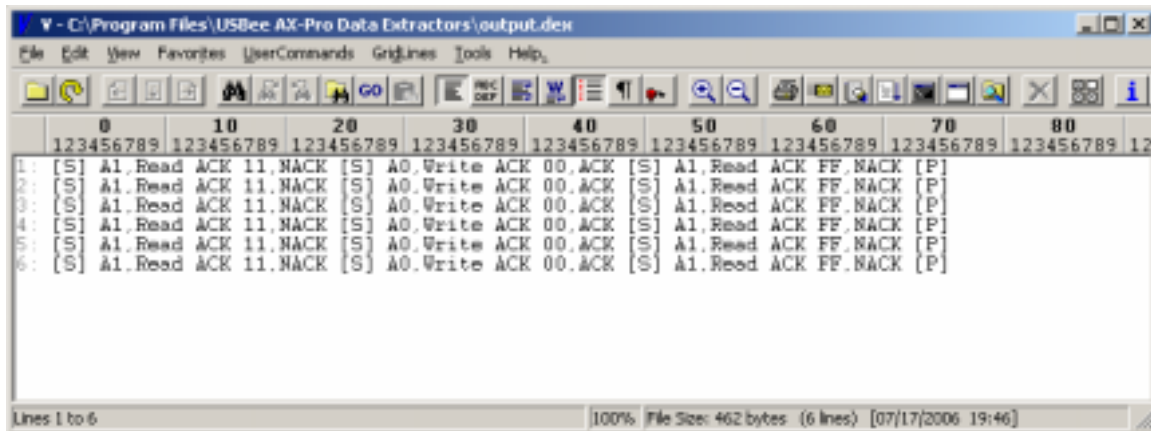 V - C:\Program Files\USBee AX-Pro Data Extractors\output.dex
File Edit View Favorites UserCommands GridLines Tools Help
GO ABC DEF W
0 10 20 30 40 50 60 70 80
123456789 123456789 123456789 123456789 123456789 123456789 123456789 123456789 123456789 12
1: [S] A1,Read ACK 11,NACK [S] A0,Write ACK 00,ACK [S] A1,Read ACK FF,NACK [P]
2: [S] A1,Read ACK 11,NACK [S] A0,Write ACK 00,ACK [S] A1,Read ACK FF,NACK [P]
3: [S] A1,Read ACK 11,NACK [S] A0,Write ACK 00,ACK [S] A1,Read ACK FF,NACK [P]
4: [S] A1,Read ACK 11,NACK [S] A0,Write ACK 00,ACK [S] A1,Read ACK FF,NACK [P]
5: [S] A1,Read ACK 11,NACK [S] A0,Write ACK 00,ACK [S] A1,Read ACK FF,NACK [P]
6: [S] A1,Read ACK 11,NACK [S] A0,Write ACK 00,ACK [S] A1,Read ACK FF,NACK [P]
Lines 1 to 6 100% File Size: 462 bytes (6 lines) [07/17/2006 19:46]